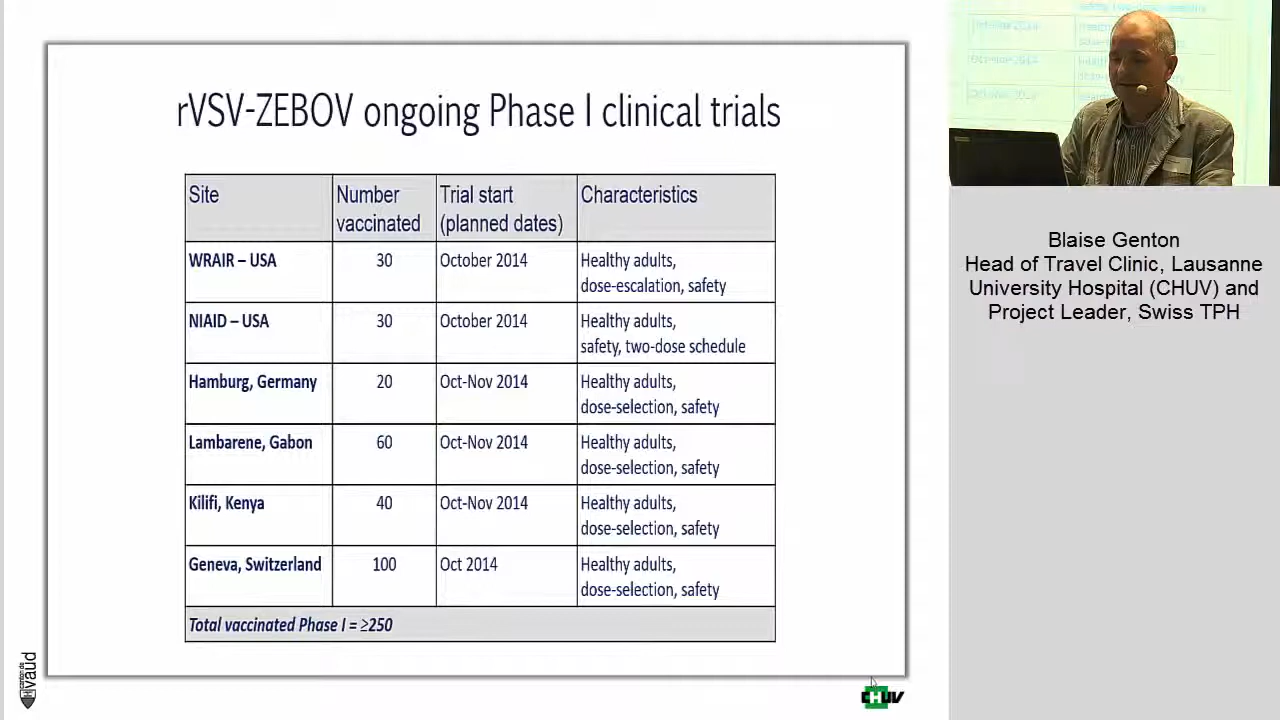 rVSV-ZEBOV ongoing Phase I clinical trials
Site
Number
vaccinated
Trial start
(planned dates)
Characteristics
WRAIR – USA
30
October 2014
Healthy adults,
dose-escalation, safety
NIAID – USA
30
October 2014
Healthy adults,
safety, two-dose schedule
Hamburg, Germany
20
Oct-Nov 2014
Healthy adults,
dose-selection, safety
Lambarene, Gabon
60
Oct-Nov 2014
Healthy adults,
dose-selection, safety
Kilifi, Kenya
40
Oct-Nov 2014
Healthy adults,
dose-selection, safety
Geneva, Switzerland
100
Oct 2014
Healthy adults,
dose-selection, safety
Total vaccinated Phase I = ≥250
canton de
vaud
CHUV
Blaise Genton
Head of Travel Clinic, Lausanne
University Hospital (CHUV) and
Project Leader, Swiss TPH